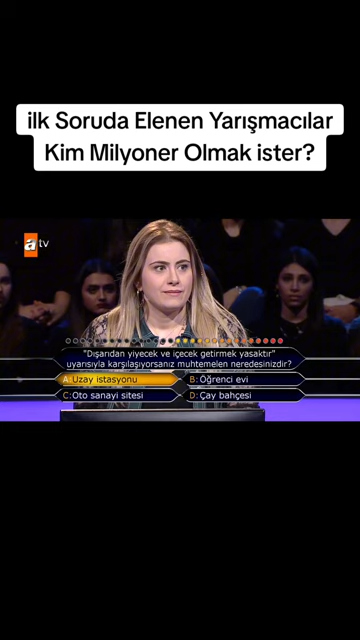 ilk Soruda Elenen Yarışmacılar
Kim Milyoner Olmak ister?
atv
"Dışarıdan yiyecek ve içecek getirmek yasaktır"
uyarısıyla karşılaşıyorsanız muhtemelen neredesinizdir?
A: Uzay istasyonu
B: Öğrenci evi
C: Oto sanayi sitesi
D: Çay bahçesi